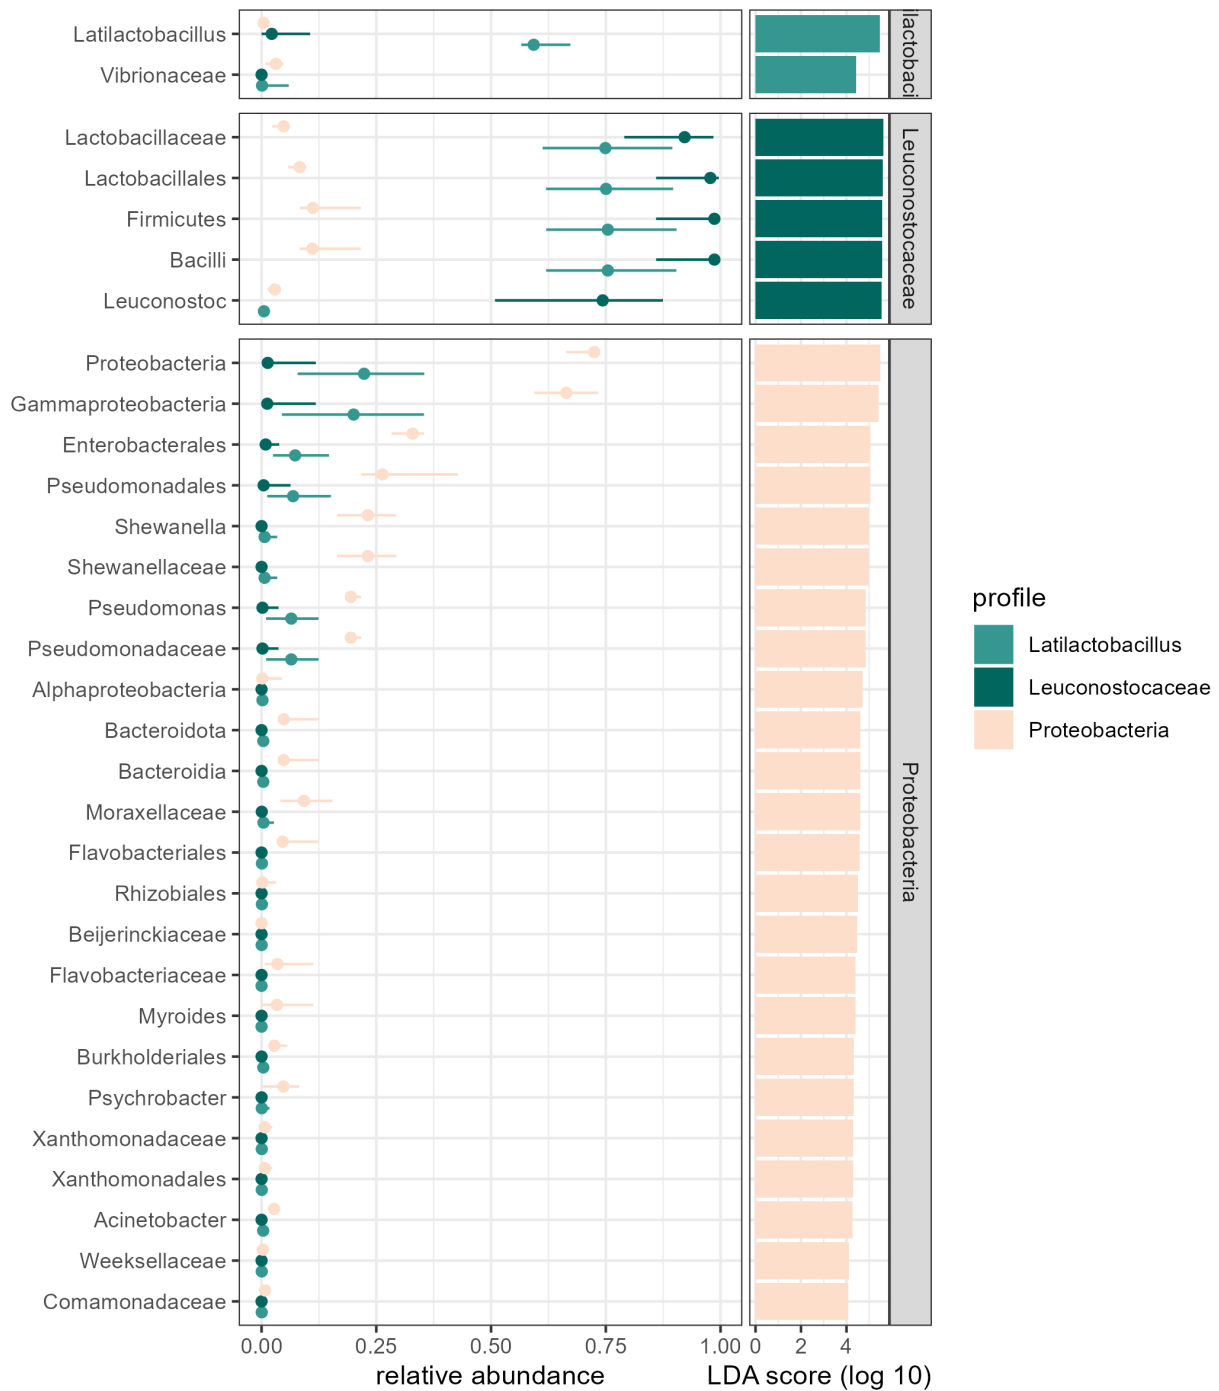 Latilactobacillus
Vibrionaceae
ilactobaci
Lactobacillaceae
Lactobacillales
Firmicutes
Bacilli
Leuconostoc
Leuconostocaceae
Proteobacteria
Gammaproteobacteria
Enterobacterales
Pseudomonadales
Shewanella
Shewanellaceae
Pseudomonas
Pseudomonadaceae
Alphaproteobacteria
Bacteroidota
Bacteroidia
Moraxellaceae
Flavobacteriales
Rhizobiales
Beijerinckiaceae
Flavobacteriaceae
Myroides
Burkholderiales
Psychrobacter
Xanthomonadaceae
Xanthomonadales
Acinetobacter
Weeksellaceae
Comamonadaceae
Proteobacteria
0.00 0.25 0.50 0.75 1.00
relative abundance
0 2 4
LDA score (log 10)
profile
Latilactobacillus
Leuconostocaceae
Proteobacteria